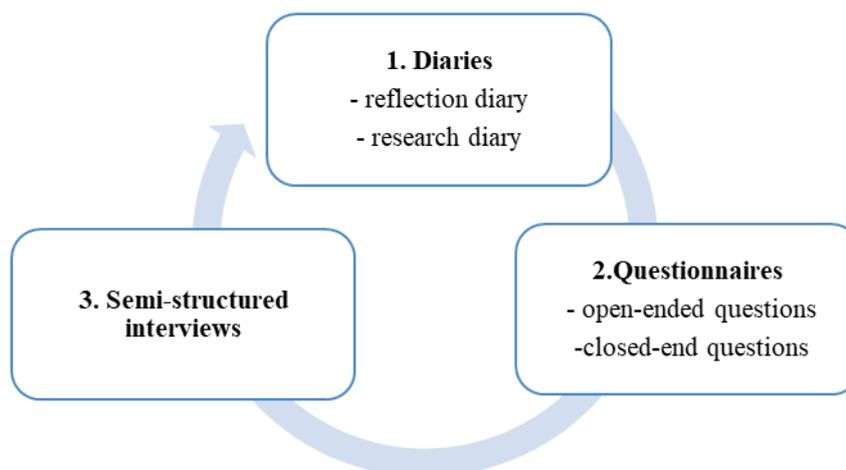 1. Diaries
- reflection diary
- research diary
2.Questionnaires
- open-ended questions
-closed-end questions
3. Semi-structured
interviews